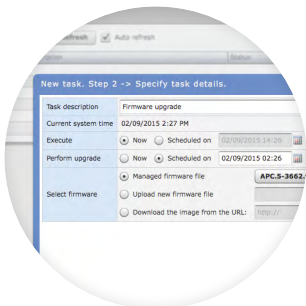 Refresh Auto refresh
Status
New task. Step 2 -> Specify task details.
Task description Firmware upgrade
Current system time 02/09/2015 2:27 PM
Execute Now Scheduled on 02/09/2015 14:26
Perform upgrade Now Scheduled on 02/09/2015 02:26
Managed firmware file APC.5-3662.
Select firmware Upload new firmware file
Download the image from the URL: http://